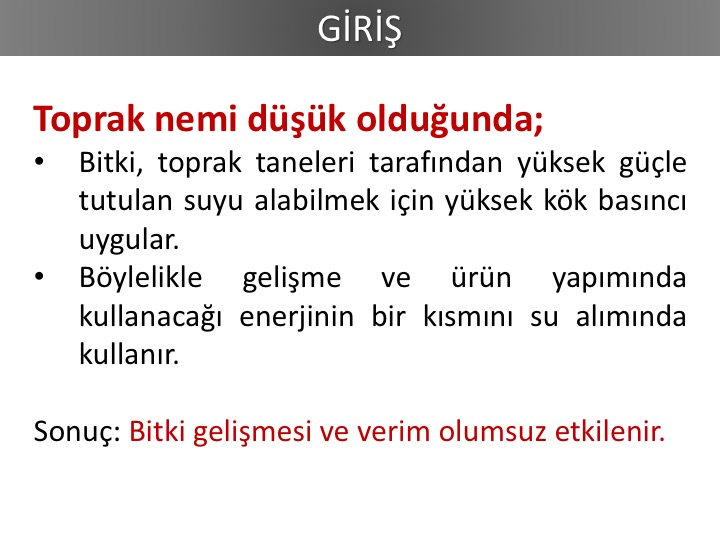 GİRİŞ
Toprak nemi düşük olduğunda;
• Bitki, toprak taneleri tarafından yüksek güçle
tutulan suyu alabilmek için yüksek kök basıncı
uygular.
• Böylelikle gelişme ve ürün yapımında
kullanacağı enerjinin bir kısmını su alımında
kullanır.
Sonuç: Bitki gelişmesi ve verim olumsuz etkilenir.